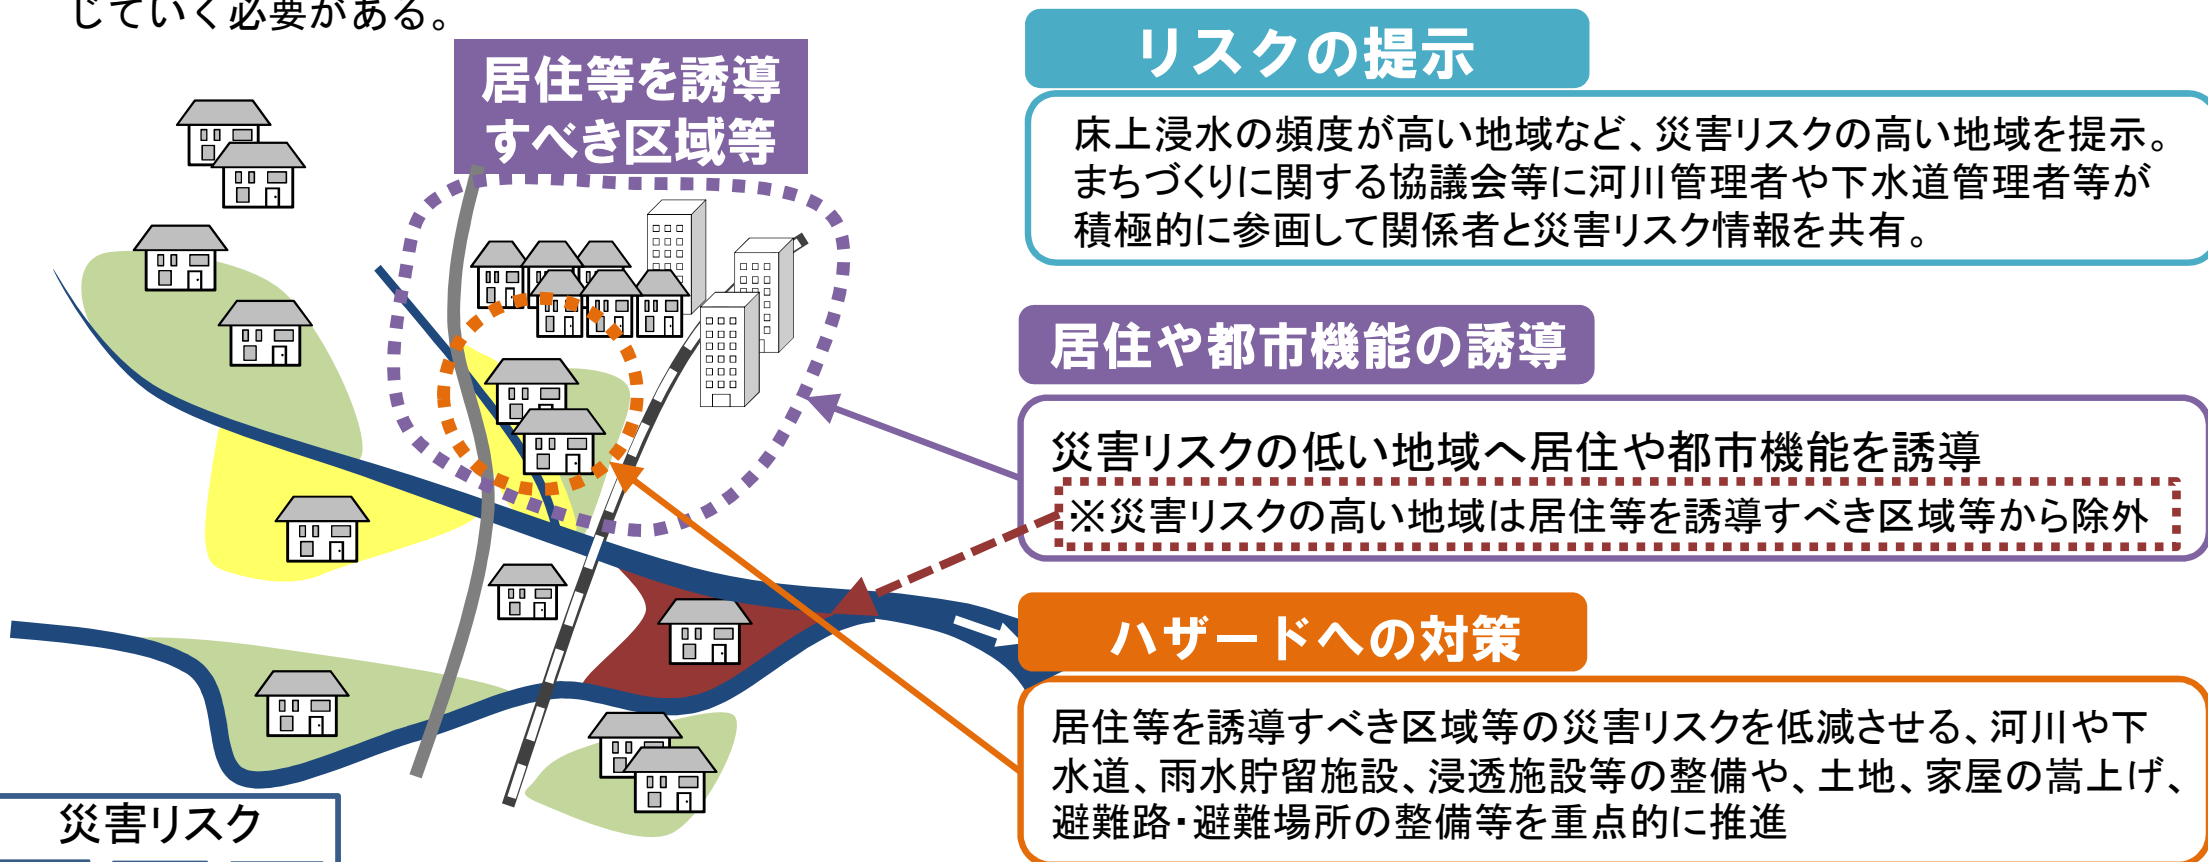 じていく必要がある。
居住等を誘導
すべき区域等
リスクの提示
床上浸水の頻度が高い地域など、災害リスクの高い地域を提示。
まちづくりに関する協議会等に河川管理者や下水道管理者等が
積極的に参画して関係者と災害リスク情報を共有。
居住や都市機能の誘導
災害リスクの低い地域へ居住や都市機能を誘導
※災害リスクの高い地域は居住等を誘導すべき区域等から除外
ハザードへの対策
居住等を誘導すべき区域等の災害リスクを低減させる、河川や下
水道、雨水貯留施設、浸透施設等の整備や、土地、家屋の嵩上げ、
避難路・避難場所の整備等を重点的に推進
災害リスク